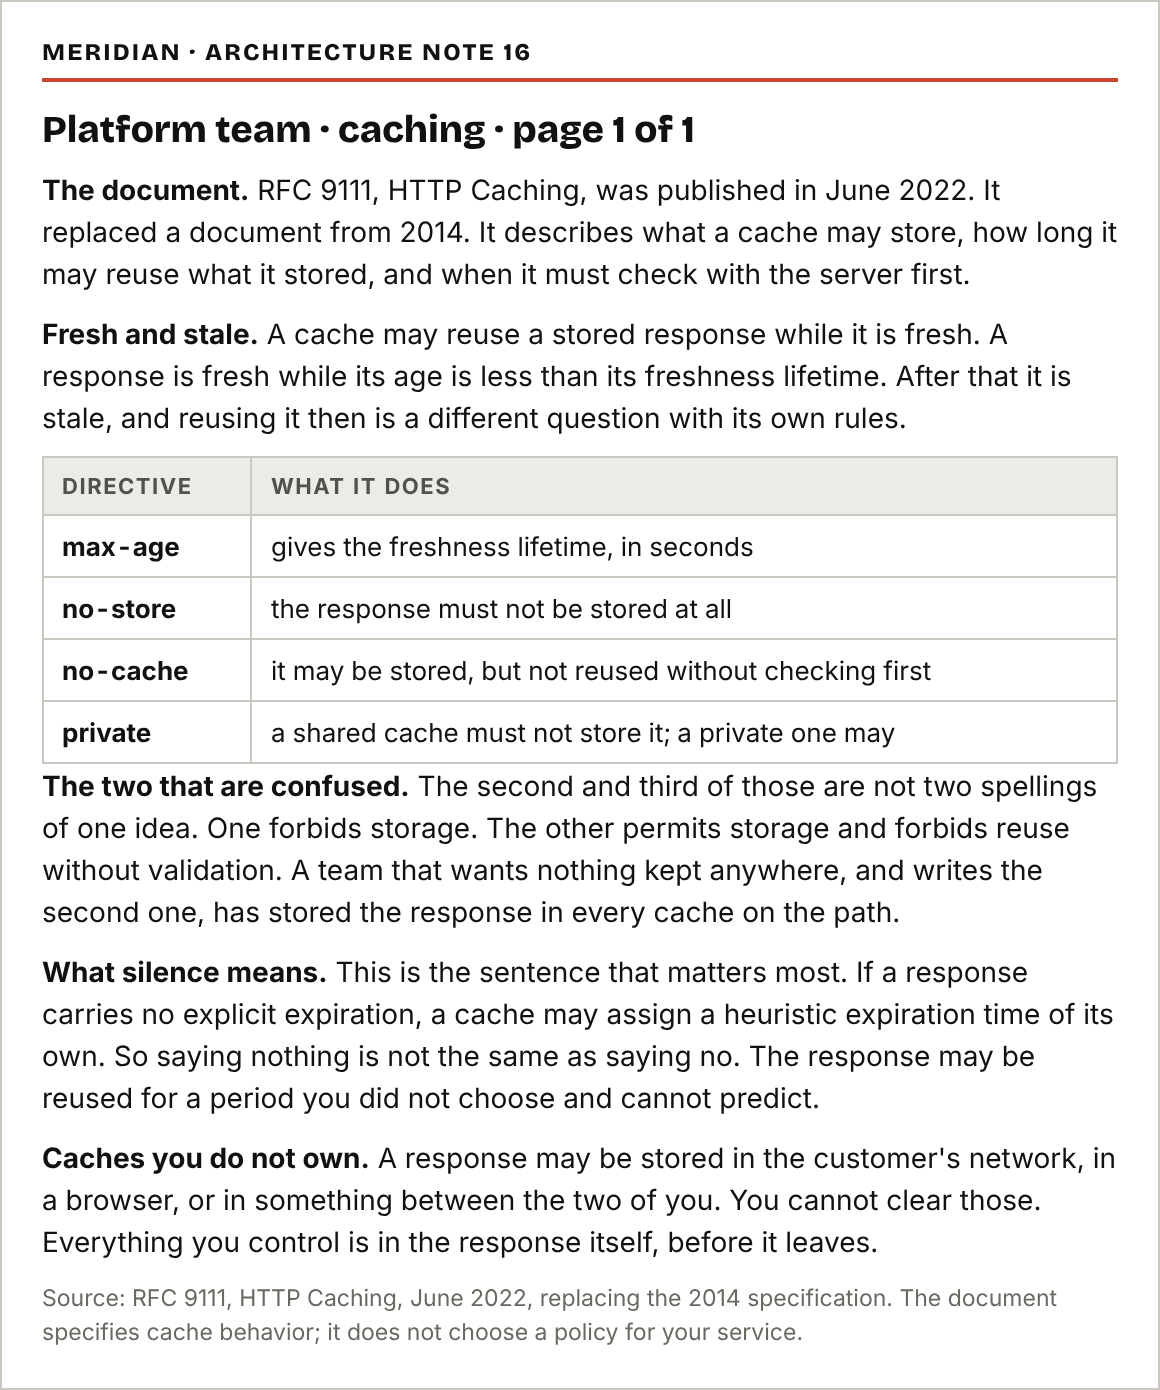 MERIDIAN · ARCHITECTURE NOTE 16
Platform team · caching · page 1 of 1
The document. RFC 9111, HTTP Caching, was published in June 2022. It
replaced a document from 2014. It describes what a cache may store, how long it
may reuse what it stored, and when it must check with the server first.
Fresh and stale. A cache may reuse a stored response while it is fresh. A
response is fresh while its age is less than its freshness lifetime. After that it is
stale, and reusing it then is a different question with its own rules.
DIRECTIVE WHAT IT DOES
max-age gives the freshness lifetime, in seconds
no-store the response must not be stored at all
no-cache it may be stored, but not reused without checking first
private a shared cache must not store it; a private one may
The two that are confused. The second and third of those are not two spellings
of one idea. One forbids storage. The other permits storage and forbids reuse
without validation. A team that wants nothing kept anywhere, and writes the
second one, has stored the response in every cache on the path.
What silence means. This is the sentence that matters most. If a response
carries no explicit expiration, a cache may assign a heuristic expiration time of its
own. So saying nothing is not the same as saying no. The response may be
reused for a period you did not choose and cannot predict.
Caches you do not own. A response may be stored in the customer's network, in
a browser, or in something between the two of you. You cannot clear those.
Everything you control is in the response itself, before it leaves.
Source: RFC 9111, HTTP Caching, June 2022, replacing the 2014 specification. The document
specifies cache behavior; it does not choose a policy for your service.